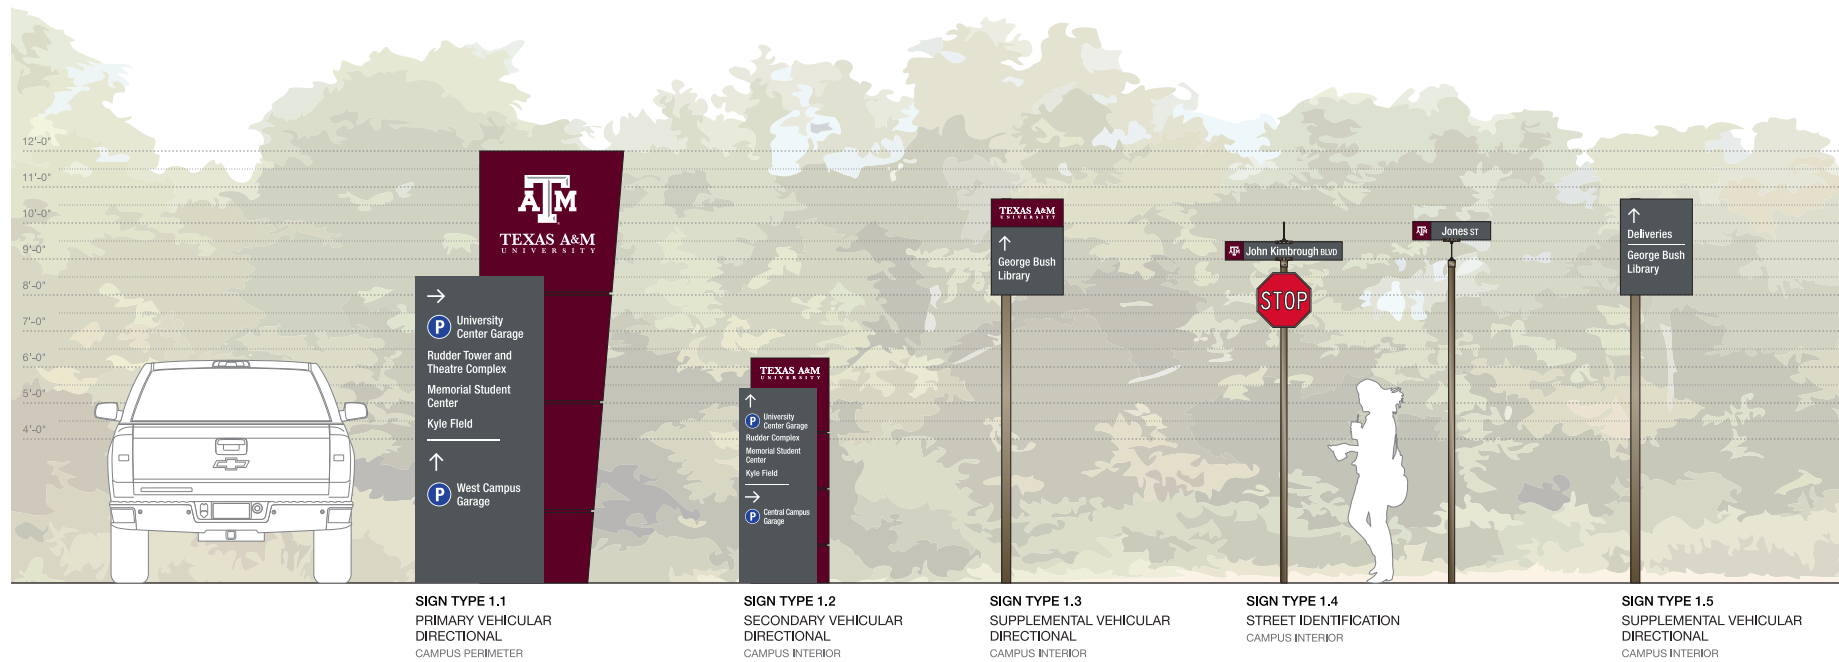 12'-0"
11'-0"
10'-0"
9'-0"
8'-0"
7'-0"
6'-0"
5'-0"
4'-0"
ATM
TEXAS A&M
UNIVERSITY
P University
Center Garage
Rudder Tower and
Theatre Complex
Memorial Student
Center
Kyle FIeld
P West Campus
Garage
TEXAS A&M
UNIVERSITY
P University
Center Garage
Rudder Complex
Memorial Student
Center
Kyle Field
P Central Campus
Garage
TEXAS A&M
UNIVERSITY
George Bush
Library
ATM John Kimbrough BLVD
STOP
ATM Jones ST
Deliveries
George Bush
Library
SIGN TYPE 1.1
PRIMARY VEHICULAR
DIRECTIONAL
CAMPUS PERIMETER
SIGN TYPE 1.2
SECONDARY VEHICULAR
DIRECTIONAL
CAMPUS INTERIOR
SIGN TYPE 1.3
SUPPLEMENTAL VEHICULAR
DIRECTIONAL
CAMPUS INTERIOR
SIGN TYPE 1.4
STREET IDENTIFICATION
CAMPUS INTERIOR
SIGN TYPE 1.5
SUPPLEMENTAL VEHICULAR
DIRECTIONAL
CAMPUS INTERIOR